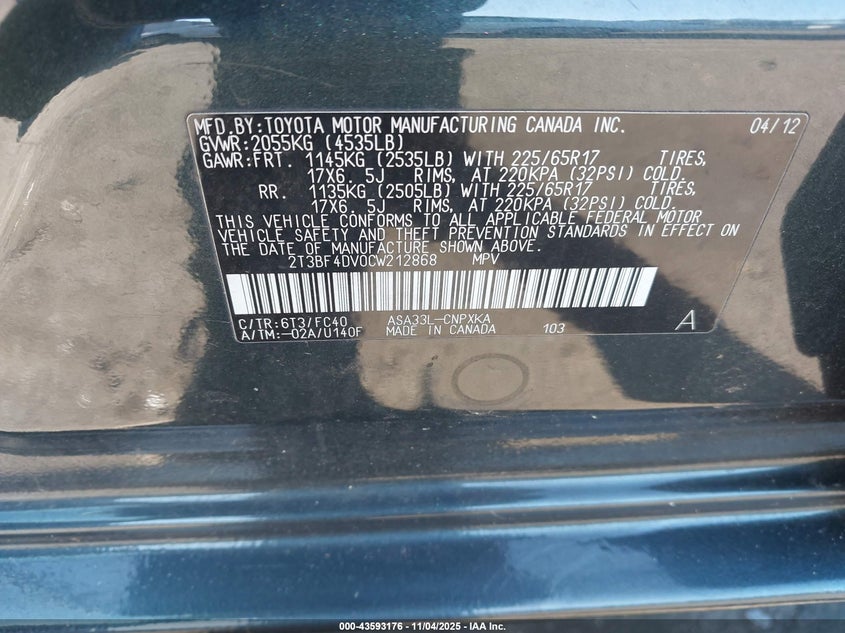 MFD.BY:TOYOTA MOTOR MANUFACTURING CANADA INC. 04/12
GVWR:2055KG (4535LB)
GAWR:FRT. 1145KG (2535LB) WITH 225/65R17 TIRES,
17X6.5J RIMS, AT 220KPA (32PSI) COLD.
RR. 1135KG (2505LB) WITH 225/65R17 TIRES,
17X6.5J RIMS, AT 220KPA (32PSI) COLD.
THIS VEHICLE CONFORMS TO ALL APPLICABLE FEDERAL MOTOR
VEHICLE SAFETY AND THEFT PREVENTION STANDARDS IN EFFECT ON
THE DATE OF MANUFACTURE SHOWN ABOVE.
2T3BF4DV0CW212868 MPV
C/TR:6T3/FC40 ASA33L-CNPXKA
A/TM:-02A/U140F MADE IN CANADA 103 A
000-43593176 - 11/04/2025 - IAA Inc.